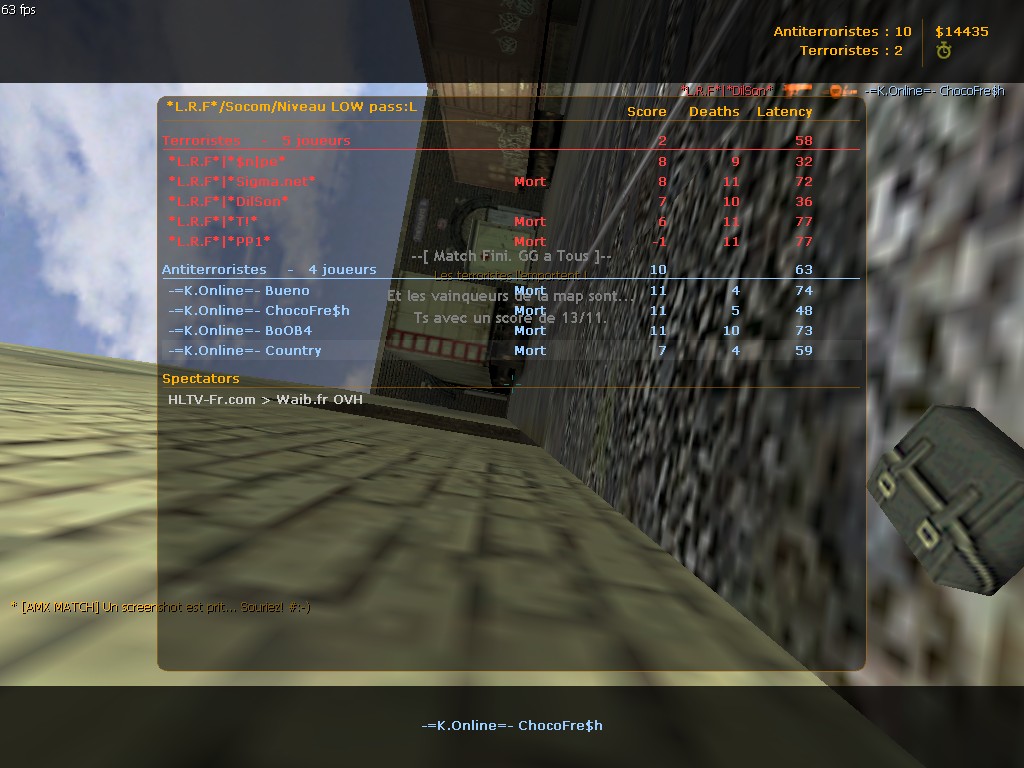 63 fps
Antiterroristes : 10 $14435
Terroristes : 2
*L.R.F*|*DilSon* -=K.Online=- ChocoFre$h
*L.R.F*/Socom/Niveau LOW pass:L
Score Deaths Latency
Terroristes - 5 joueurs 2 58
*L.R.F*|*$n|pe* 8 9 32
*L.R.F*|*Sigma.net* Mort 8 11 72
*L.R.F*|*DilSon* 7 10 36
*L.R.F*|*T!* Mort 6 11 77
*L.R.F*|*PP1* Mort -1 11 77
--[ Match Fini. GG a Tous ]--
Antiterroristes - 4 joueurs 10 63
Les terroristes l'emportent !
-=K.Online=- Bueno Mort 11 4 74
Et les vainqueurs de la map sont...
-=K.Online=- ChocoFre$h Mort 11 5 48
Ts avec un score de 13/11.
-=K.Online=- BoOB4 Mort 11 10 73
-=K.Online=- Country Mort 7 4 59
Spectators
HLTV-Fr.com > Waib.fr OVH
* [AMX MATCH] Un screenshot est prit... Souriez! #:-)
-=K.Online=- ChocoFre$h